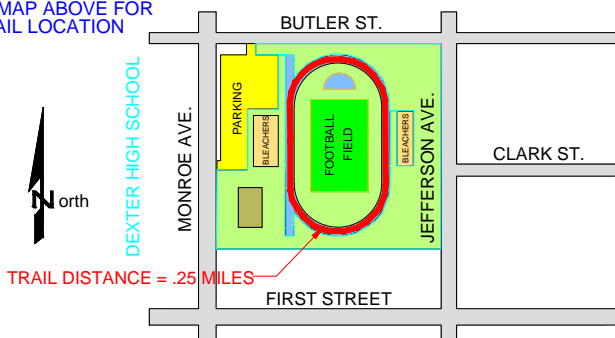 MAP ABOVE FOR
AIL LOCATION
BUTLER ST.
DEXTER HIGH SCHOOL
MONROE AVE.
PARKING
BLEACHERS
FOOTBALL
FIELD
BLEACHERS
JEFFERSON AVE.
CLARK ST.
North
TRAIL DISTANCE = .25 MILES
FIRST STREET